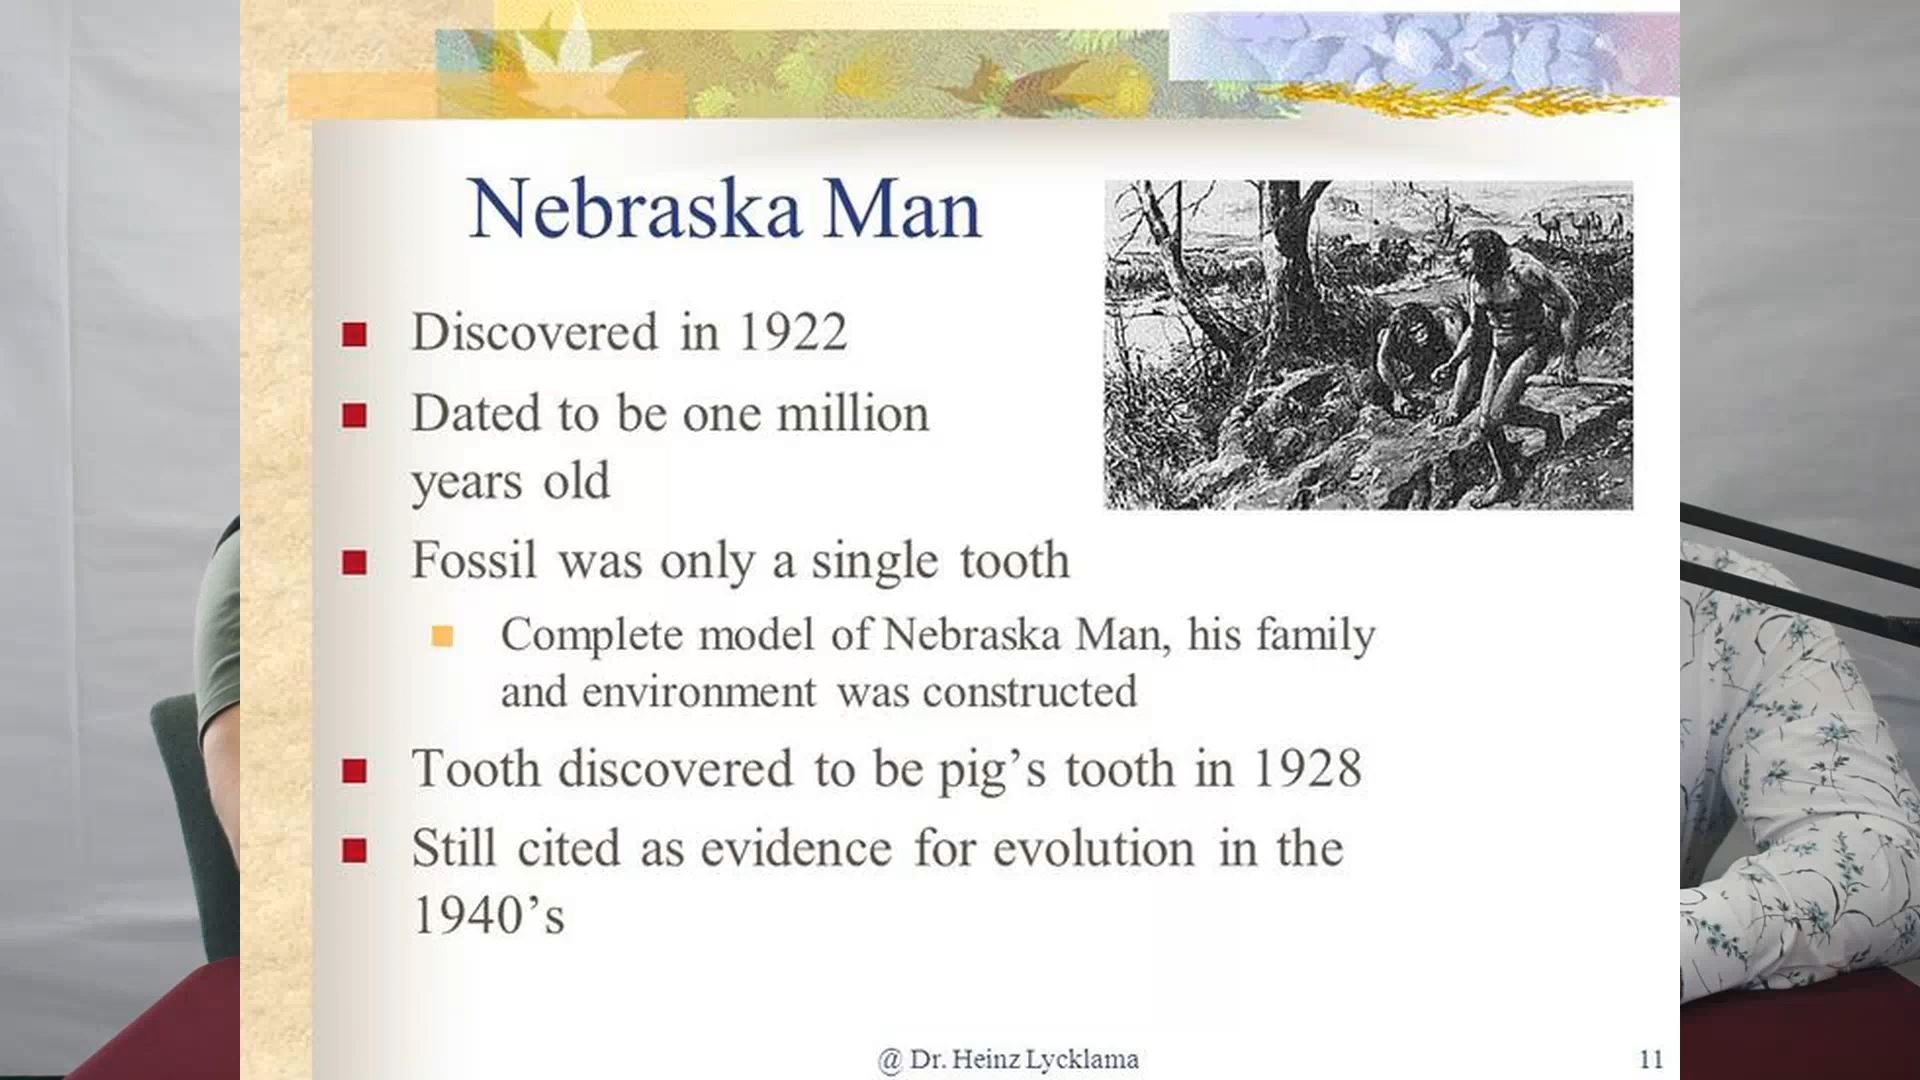 Nebraska Man
Discovered in 1922
Dated to be one million
years old
Fossil was only a single tooth
Complete model of Nebraska Man, his family
and environment was constructed
Tooth discovered to be pig’s tooth in 1928
Still cited as evidence for evolution in the
1940’s
@ Dr. Heinz Lycklama
11